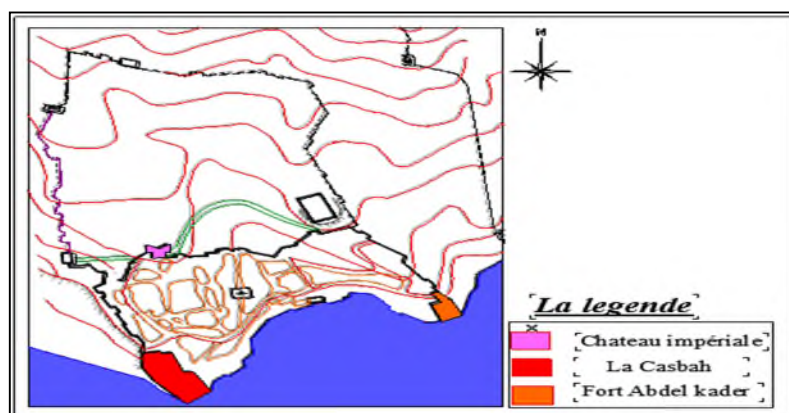 N
La legende
Chateau impériale
La Casbah
Fort Abdel kader